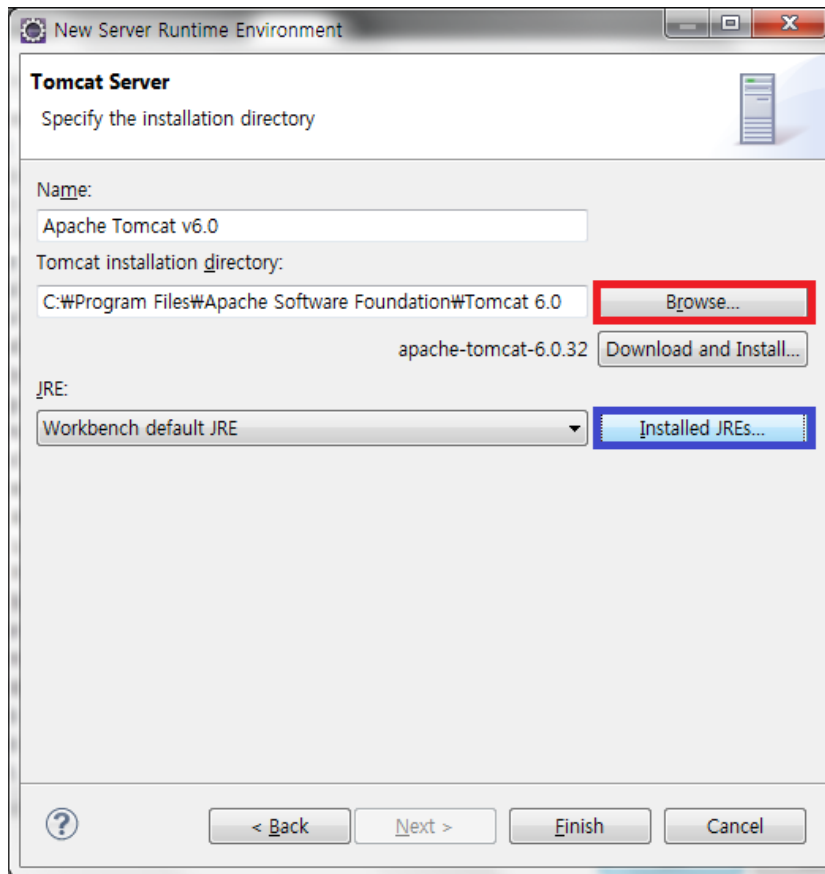 New Server Runtime Environment
Tomcat Server
Specify the installation directory
Name:
Apache Tomcat v6.0
Tomcat installation directory:
C:₩Program Files₩Apache Software Foundation₩Tomcat 6.0 Browse...
apache-tomcat-6.0.32 Download and Install...
JRE:
Workbench default JRE Installed JREs...
? < Back Next > Finish Cancel